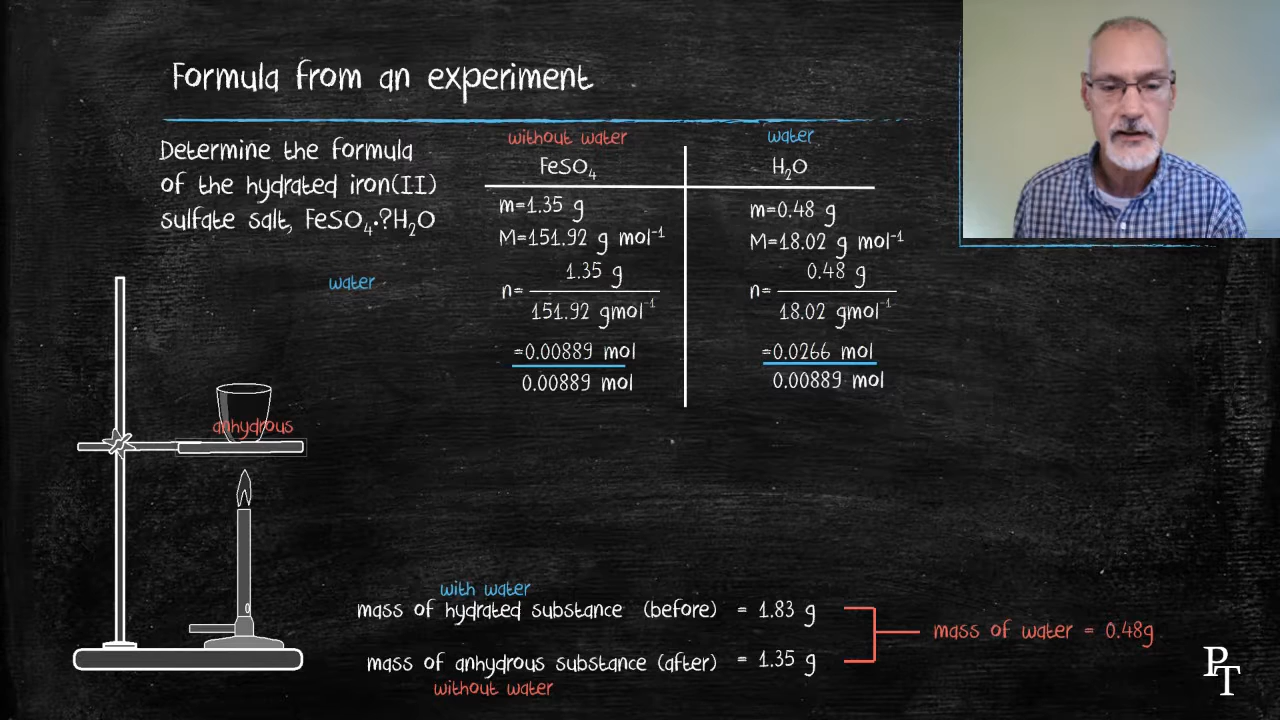 Formula from an experiment
Determine the formula
of the hydrated iron(II)
sulfate salt, FeSO₄·?H₂O
without water
FeSO₄
m=1.35 g
M=151.92 g mol⁻¹
n= 1.35 g
151.92 gmol⁻¹
=0.00889 mol
0.00889 mol
water
H₂O
m=0.48 g
M=18.02 g mol⁻¹
n= 0.48 g
18.02 gmol⁻¹
=0.0266 mol
0.00889 mol
water
anhydrous
with water
mass of hydrated substance (before) = 1.83 g
mass of anhydrous substance (after) = 1.35 g
without water
mass of water = 0.48g
PT